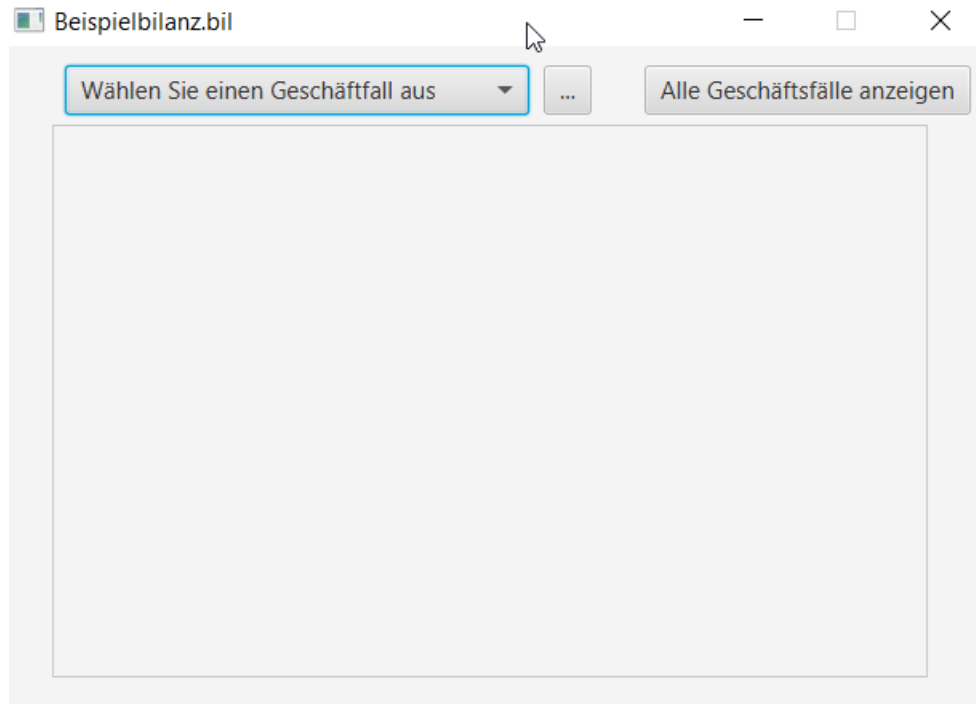 Beispielbilanz.bil
Wählen Sie einen Geschäftfall aus ... Alle Geschäftsfälle anzeigen